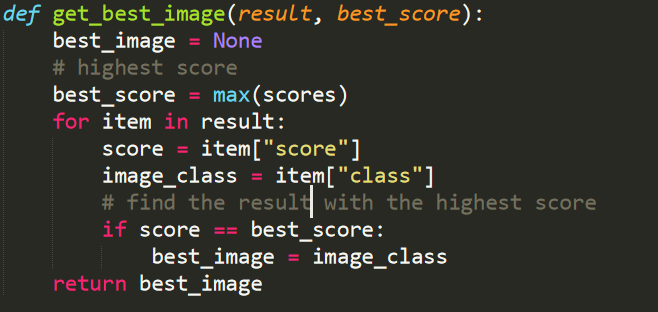 def get_best_image(result, best_score):
    best_image = None
    # highest score
    best_score = max(scores)
    for item in result:
        score = item["score"]
        image_class = item["class"]
        # find the result with the highest score
        if score == best_score:
            best_image = image_class
    return best_image